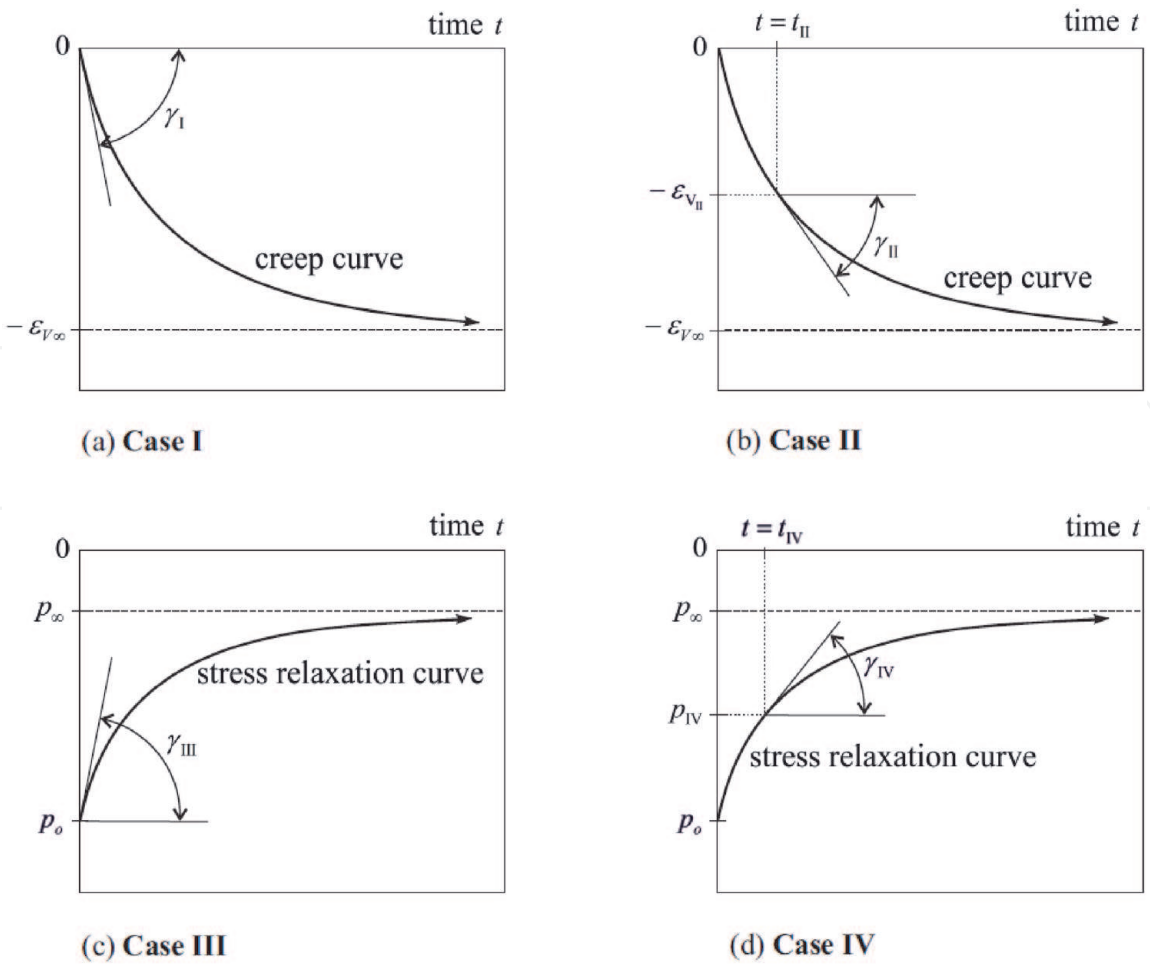 time t
0
γI
creep curve
− εV∞
(a) Case I
t = tII
time t
0
− εVII
γII
creep curve
− εV∞
(b) Case II
time t
0
p∞
stress relaxation curve
γIII
po
(c) Case III
t = tIV
time t
0
p∞
γIV
pIV
stress relaxation curve
po
(d) Case IV